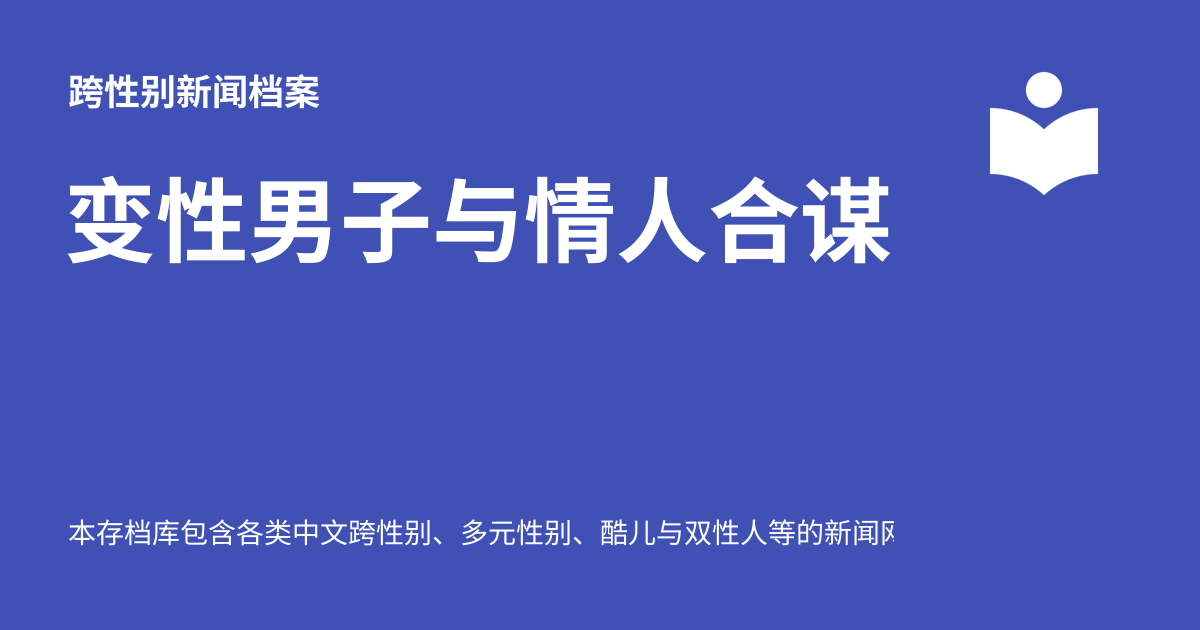 跨性别新闻档案
变性男子与情人合谋
本存档库包含各类中文跨性别、多元性别、酷儿与双性人等的新闻